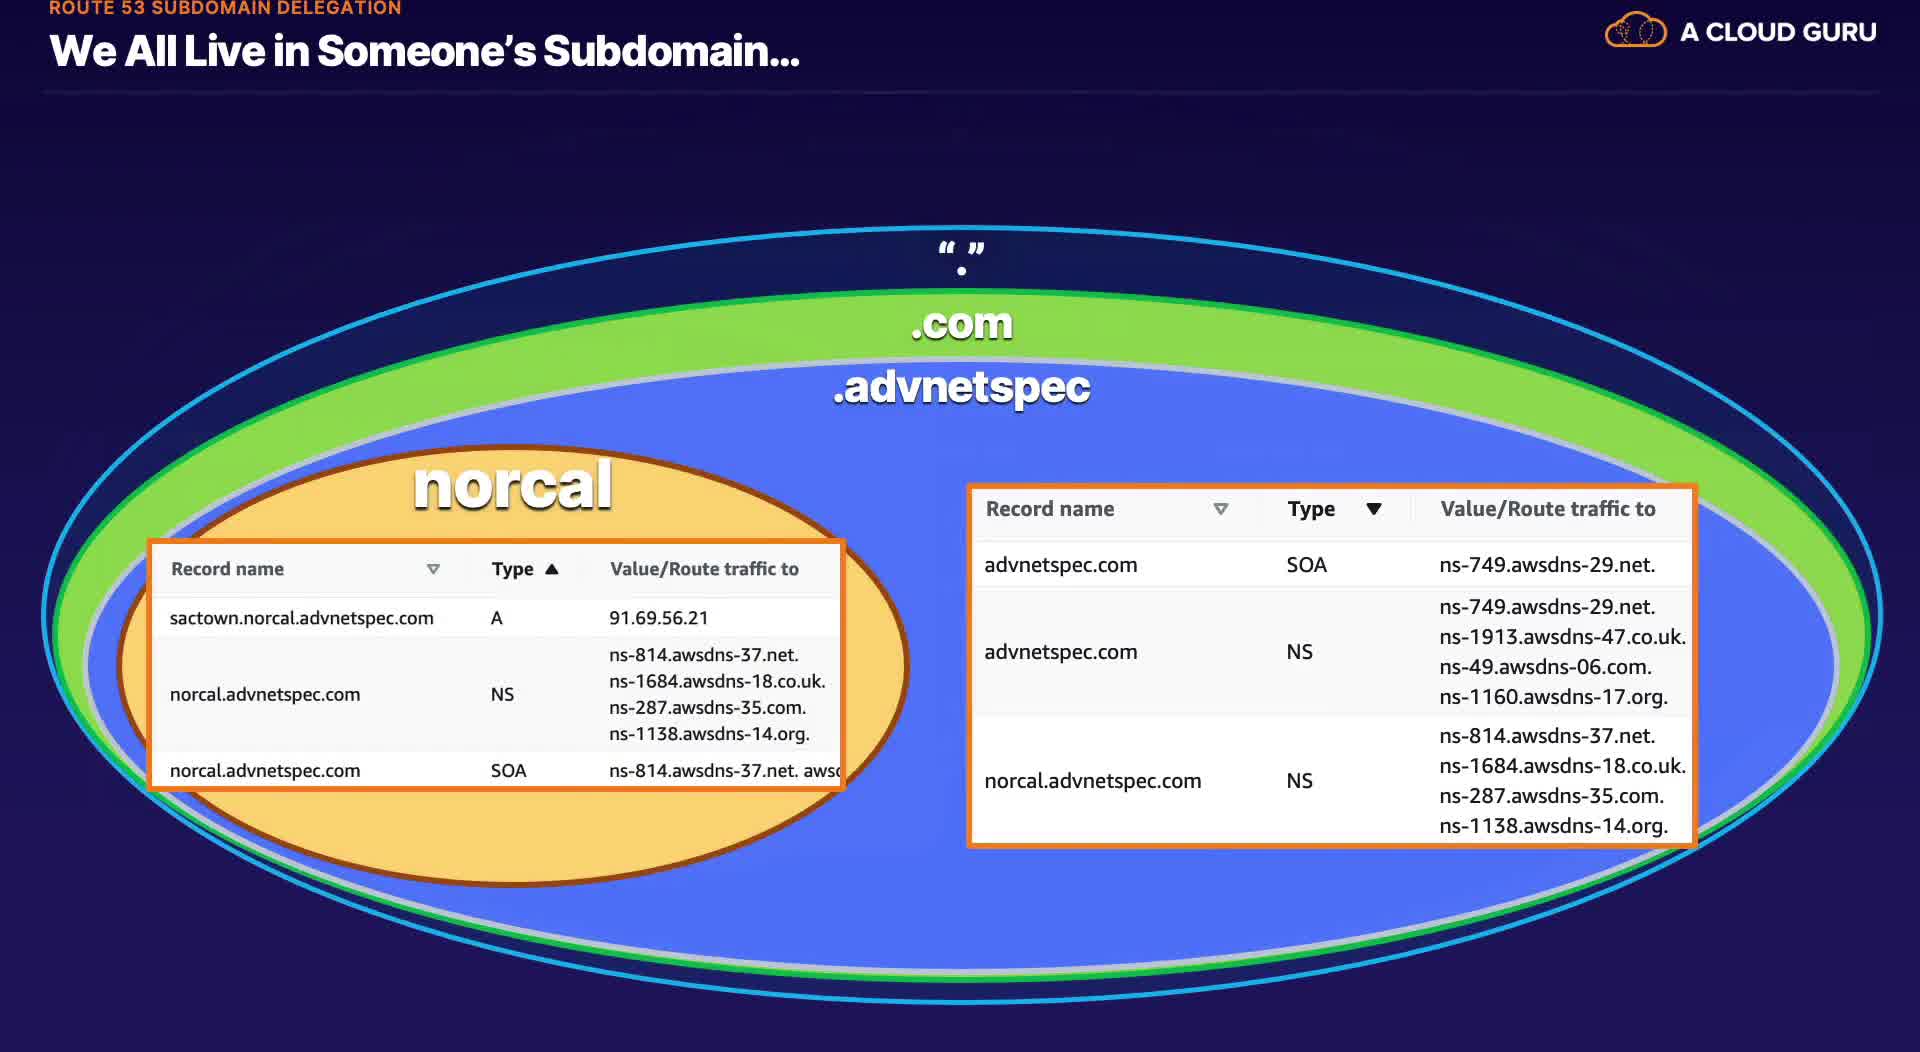 ROUTE 53 SUBDOMAIN DELEGATION
We All Live in Someone's Subdomain...
A CLOUD GURU
“.”
.com
.advnetspec
norcal
Record name Type Value/Route traffic to
sactown.norcal.advnetspec.com A 91.69.56.21
norcal.advnetspec.com NS ns-814.awsdns-37.net.
ns-1684.awsdns-18.co.uk.
ns-287.awsdns-35.com.
ns-1138.awsdns-14.org.
norcal.advnetspec.com SOA ns-814.awsdns-37.net.
Record name Type Value/Route traffic to
advnetspec.com SOA ns-749.awsdns-29.net.
advnetspec.com NS ns-749.awsdns-29.net.
ns-1913.awsdns-47.co.uk.
ns-49.awsdns-06.com.
ns-1160.awsdns-17.org.
norcal.advnetspec.com NS ns-814.awsdns-37.net.
ns-1684.awsdns-18.co.uk.
ns-287.awsdns-35.com.
ns-1138.awsdns-14.org.